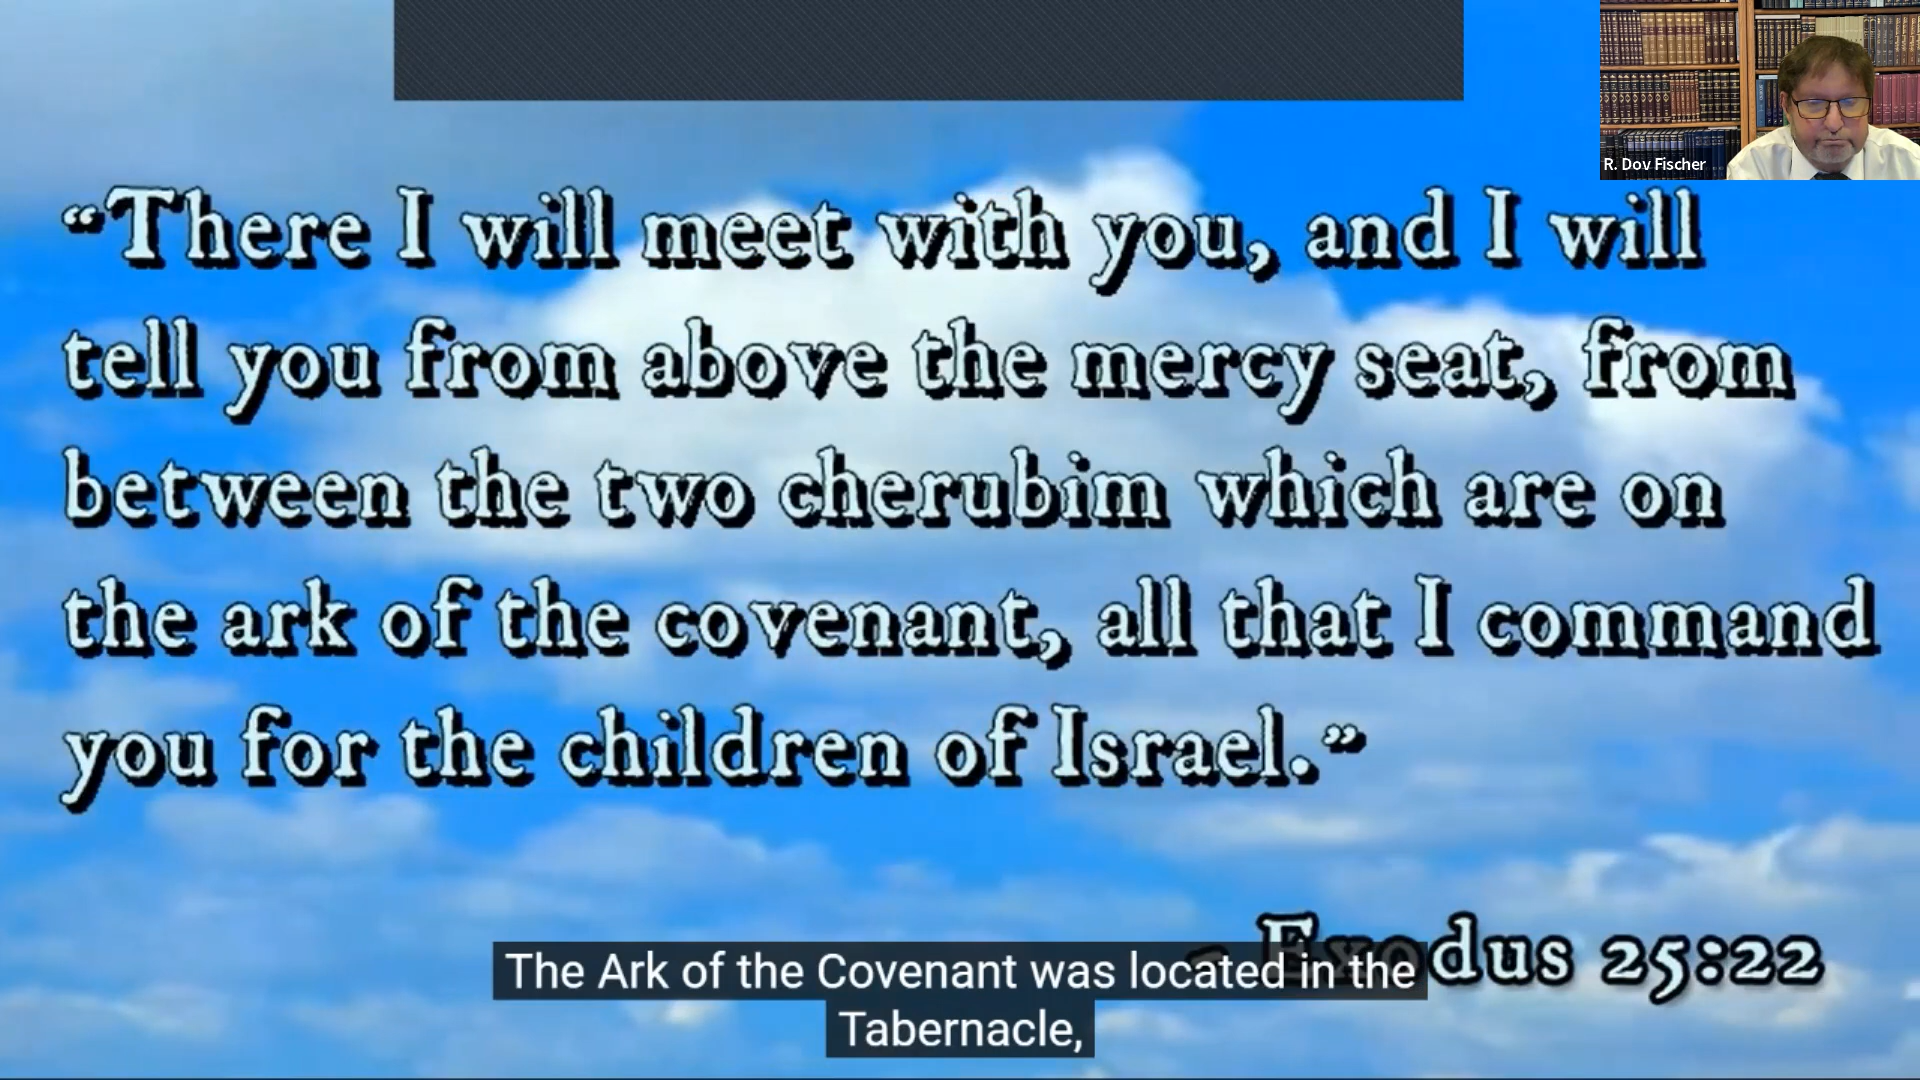 R. Dov Fischer
“There I will meet with you, and I will
tell you from above the mercy seat, from
between the two cherubim which are on
the ark of the covenant, all that I command
you for the children of Israel.”
- Exodus 25:22
The Ark of the Covenant was located in the
Tabernacle,